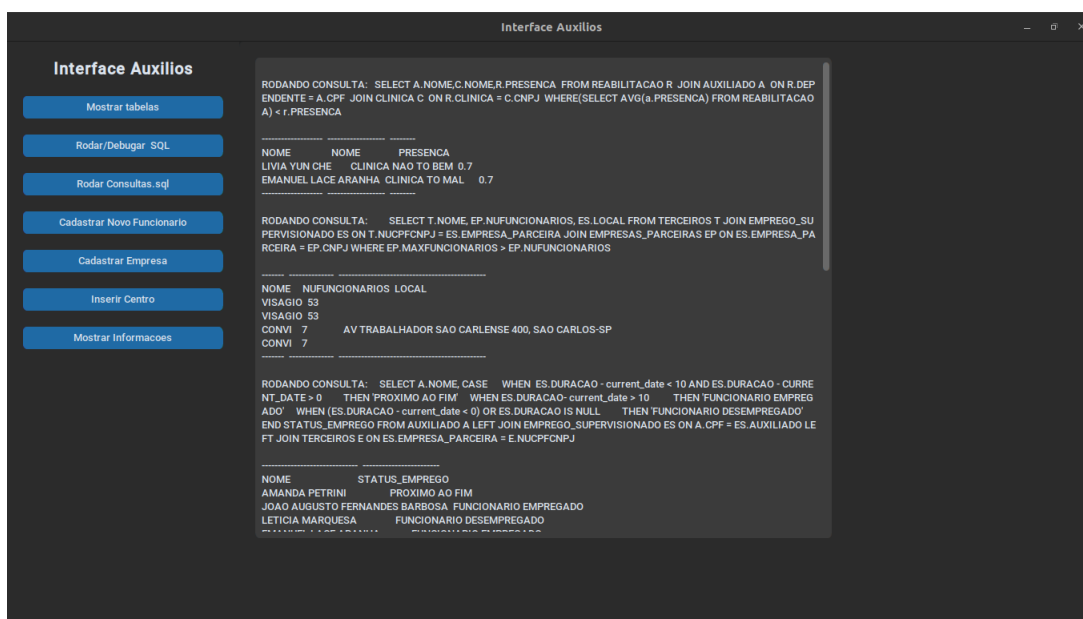 Interface Auxilios
Interface Auxilios
Mostrar tabelas
Rodar/Debugar SQL
Rodar Consultas.sql
Cadastrar Novo Funcionario
Cadastrar Empresa
Inserir Centro
Mostrar Informacoes
RODANDO CONSULTA: SELECT A.NOME,C.NOME,R.PRESENCA FROM REABILITACAO R JOIN AUXILIADO A ON R.DEP
ENDENTE = A.CPF JOIN CLINICA C ON R.CLINICA = C.CNPJ WHERE(SELECT AVG(a.PRESENCA) FROM REABILITACAO
A) < r.PRESENCA
------------------- ------------------ --------
NOME NOME PRESENCA
LIVIA YUN CHE CLINICA NAO TO BEM 0.7
EMANUEL LACE ARANHA CLINICA TO MAL 0.7
------------------- ------------------ --------
RODANDO CONSULTA: SELECT T.NOME, EP.NUFUNCIONARIOS, ES.LOCAL FROM TERCEIROS T JOIN EMPREGO_SU
PERVISIONADO ES ON T.NUCPFCNPJ = ES.EMPRESA_PARCEIRA JOIN EMPRESAS_PARCEIRAS EP ON ES.EMPRESA_PA
RCEIRA = EP.CNPJ WHERE EP.MAXFUNCIONARIOS > EP.NUFUNCIONARIOS
------- -------------- ----------------------------------------------
NOME NUFUNCIONARIOS LOCAL
VISAGIO 53
VISAGIO 53
CONVI 7 AV TRABALHADOR SAO CARLENSE 400, SAO CARLOS-SP
CONVI 7
------- -------------- ----------------------------------------------
RODANDO CONSULTA: SELECT A.NOME, CASE WHEN ES.DURACAO - current_date < 10 AND ES.DURACAO - CURRE
NT_DATE > 0 THEN 'PROXIMO AO FIM' WHEN ES.DURACAO- current_date > 10 THEN 'FUNCIONARIO EMPREG
ADO' WHEN (ES.DURACAO - current_date < 0) OR ES.DURACAO IS NULL THEN 'FUNCIONARIO DESEMPREGADO'
END STATUS_EMPREGO FROM AUXILIADO A LEFT JOIN EMPREGO_SUPERVISIONADO ES ON A.CPF = ES.AUXILIADO LE
FT JOIN TERCEIROS E ON ES.EMPRESA_PARCEIRA = E.NUCPFCNPJ
------------------------------ ------------------------
NOME STATUS_EMPREGO
AMANDA PETRINI PROXIMO AO FIM
JOAO AUGUSTO FERNANDES BARBOSA FUNCIONARIO EMPREGADO
LETICIA MARQUESA FUNCIONARIO DESEMPREGADO
EMANUEL LACE ARANHA FUNCIONARIO EMPREGADO